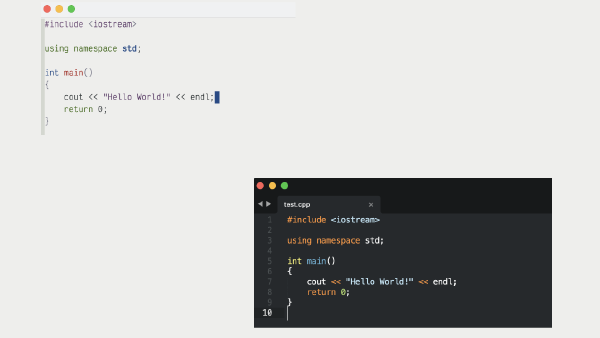 #include <iostream>
using namespace std;
int main()
{
    cout << "Hello World!" << endl;
    return 0;
}
test.cpp ×
1 #include <iostream>
2
3 using namespace std;
4
5 int main()
6 {
7     cout << "Hello World!" << endl;
8     return 0;
9 }
10